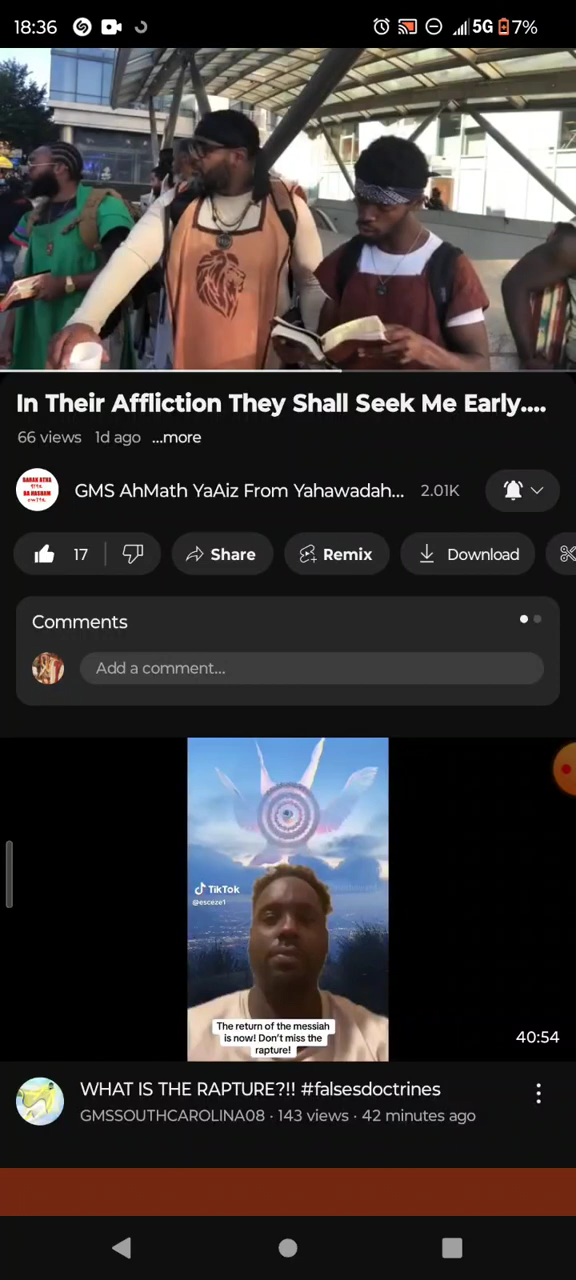 18:36
5G
7%
In Their Affliction They Shall Seek Me Early....
66 views 1d ago ...more
GMS AhMath YaAiz From Yahawadah... 2.01K
17 Share Remix Download
Comments
Add a comment...
TikTok
@esceze1
The return of the messiah
is now! Don't miss the
rapture!
40:54
WHAT IS THE RAPTURE?!! #falsesdoctrines
GMSSOUTHCAROLINA08 · 143 views · 42 minutes ago